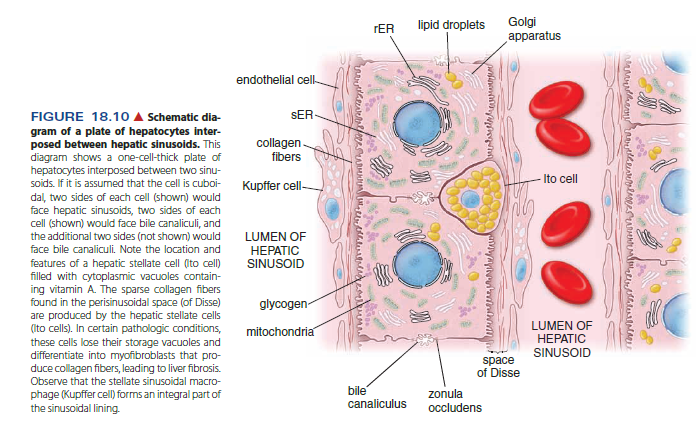 FIGURE 18.10 ▲ Schematic dia-
gram of a plate of hepatocytes inter-
posed between hepatic sinusoids. This
diagram shows a one-cell-thick plate of
hepatocytes interposed between two sinu-
soids. If it is assumed that the cell is cuboi-
dal, two sides of each cell (shown) would
face hepatic sinusoids, two sides of each
cell (shown) would face bile canaliculi, and
the additional two sides (not shown) would
face bile canaliculi. Note the location and
features of a hepatic stellate cell (Ito cell)
filled with cytoplasmic vacuoles contain-
ing vitamin A. The sparse collagen fibers
found in the perisinusoidal space (of Disse)
are produced by the hepatic stellate cells
(Ito cells). In certain pathologic conditions,
these cells lose their storage vacuoles and
differentiate into myofibroblasts that pro-
duce collagen fibers, leading to liver fibrosis.
Observe that the stellate sinusoidal macro-
phage (Kupffer cell) forms an integral part of
the sinusoidal lining.
rER
lipid droplets
Golgi
apparatus
endothelial cell
sER
collagen
fibers
Kupffer cell
Ito cell
LUMEN OF
HEPATIC
SINUSOID
glycogen
mitochondria
LUMEN OF
HEPATIC
SINUSOID
space
of Disse
bile
canaliculus
zonula
occludens